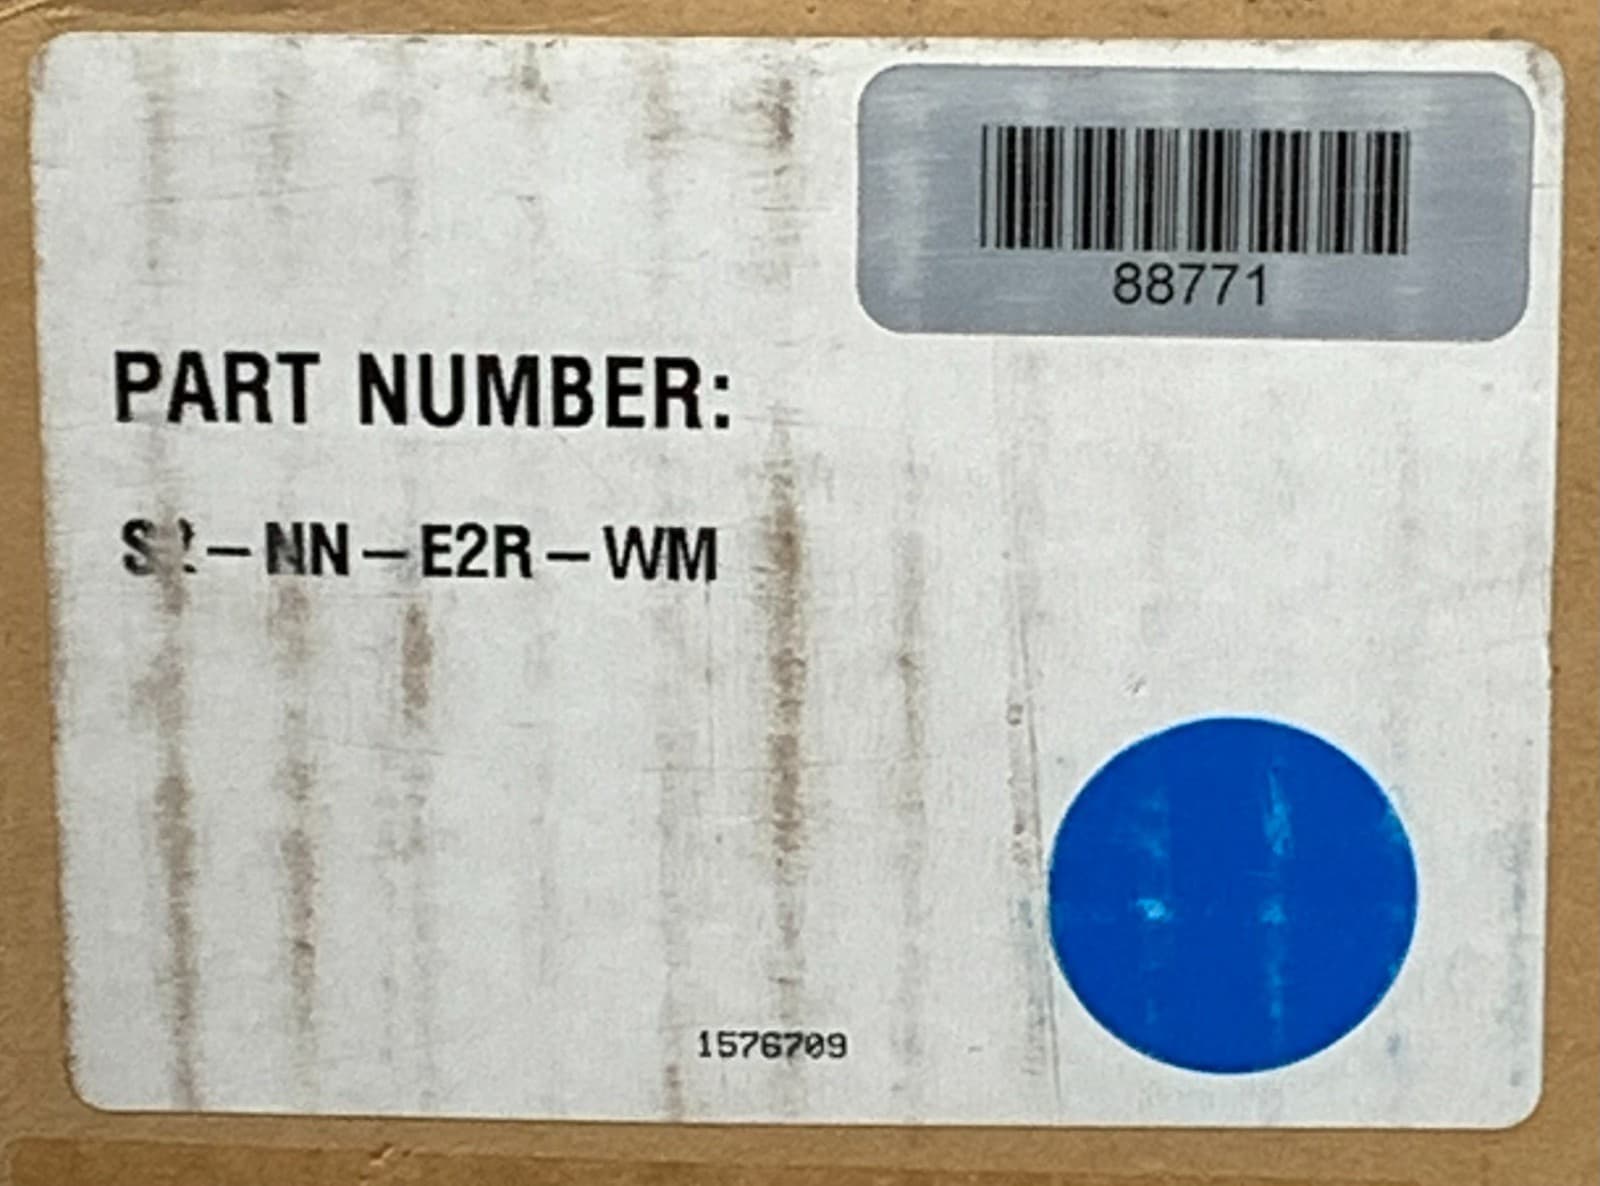 88771
PART NUMBER:
S2-NN-E2R-WM
1576709